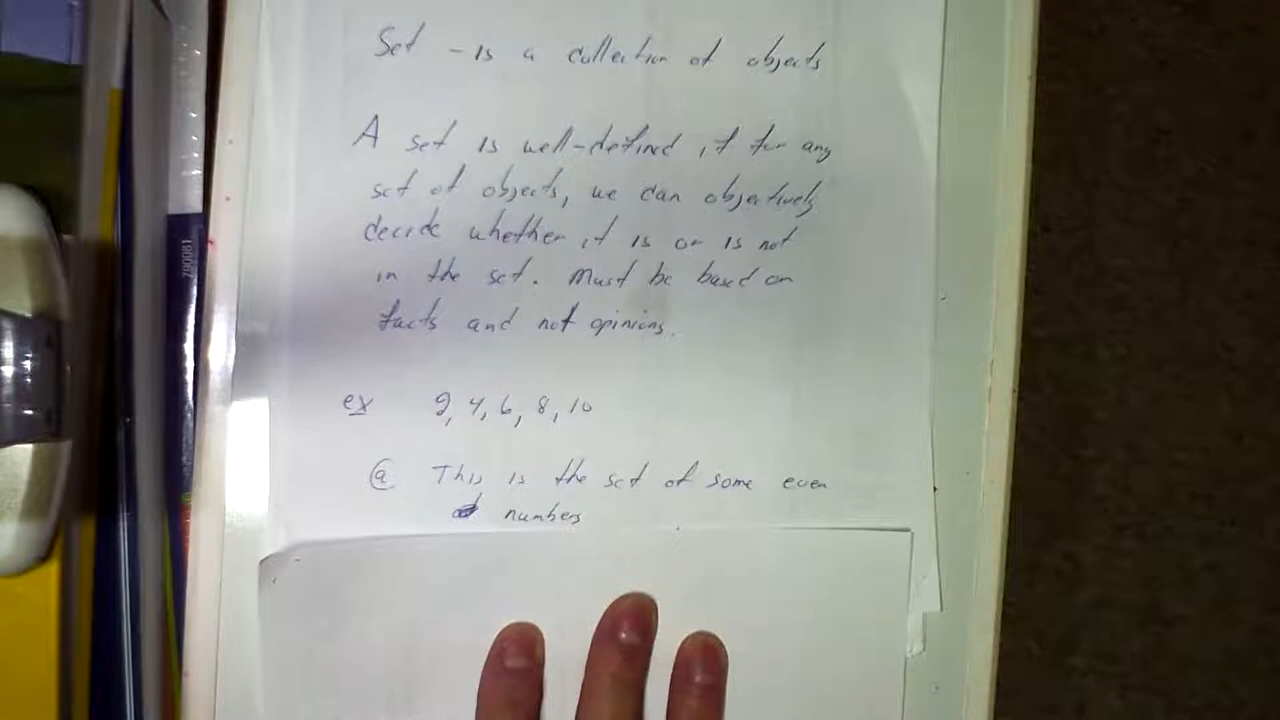 Set - is a collection of objects
A set is well-defined if for any
set of objects, we can objectively
decide whether it is or is not
in the set. Must be based on
facts and not opinions.
ex 2, 4, 6, 8, 10
(a) This is the set of some even
numbers